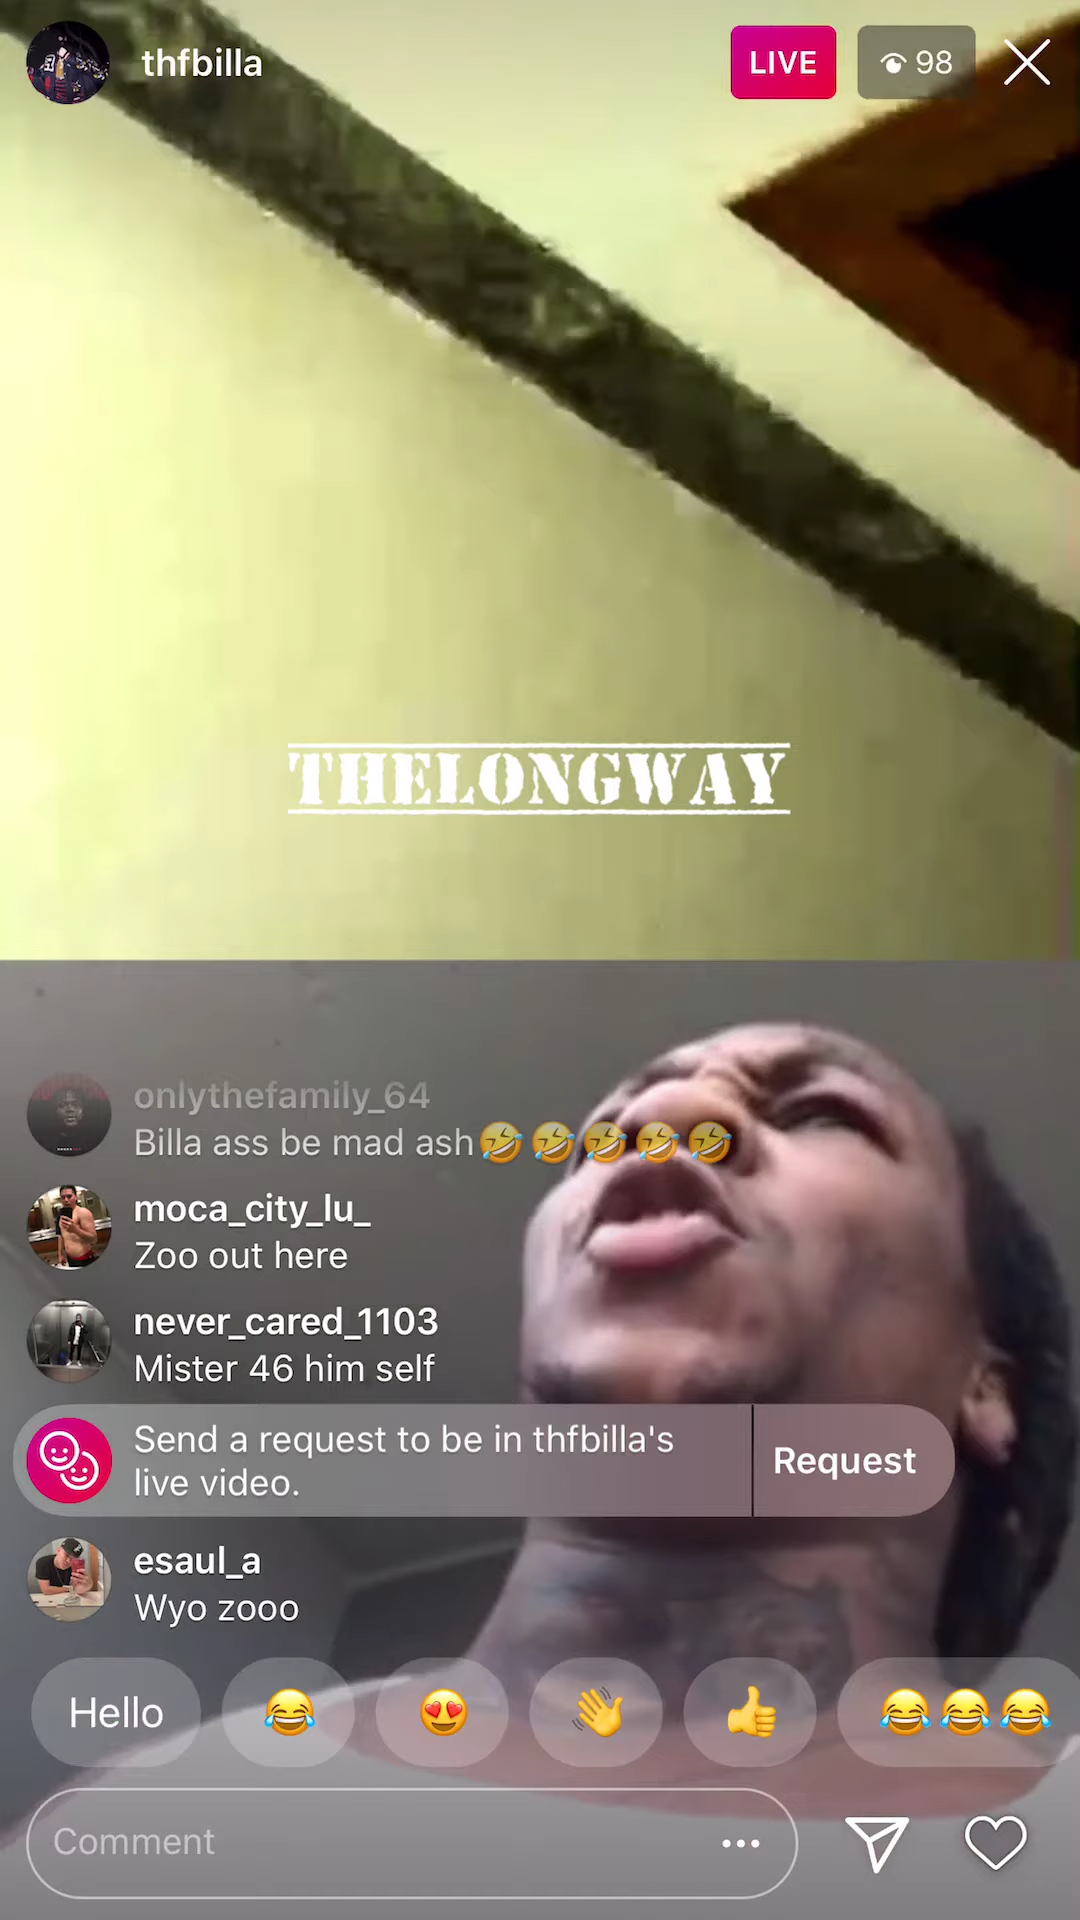 thfbilla
LIVE
98
THELONGWAY
onlythefamily_64
Billa ass be mad ash🤣🤣🤣🤣🤣
moca_city_lu_
Zoo out here
never_cared_1103
Mister 46 him self
Send a request to be in thfbilla's
live video.
Request
esaul_a
Wyo zooo
Hello 😂 😍 👋 👍 😂😂😂
Comment